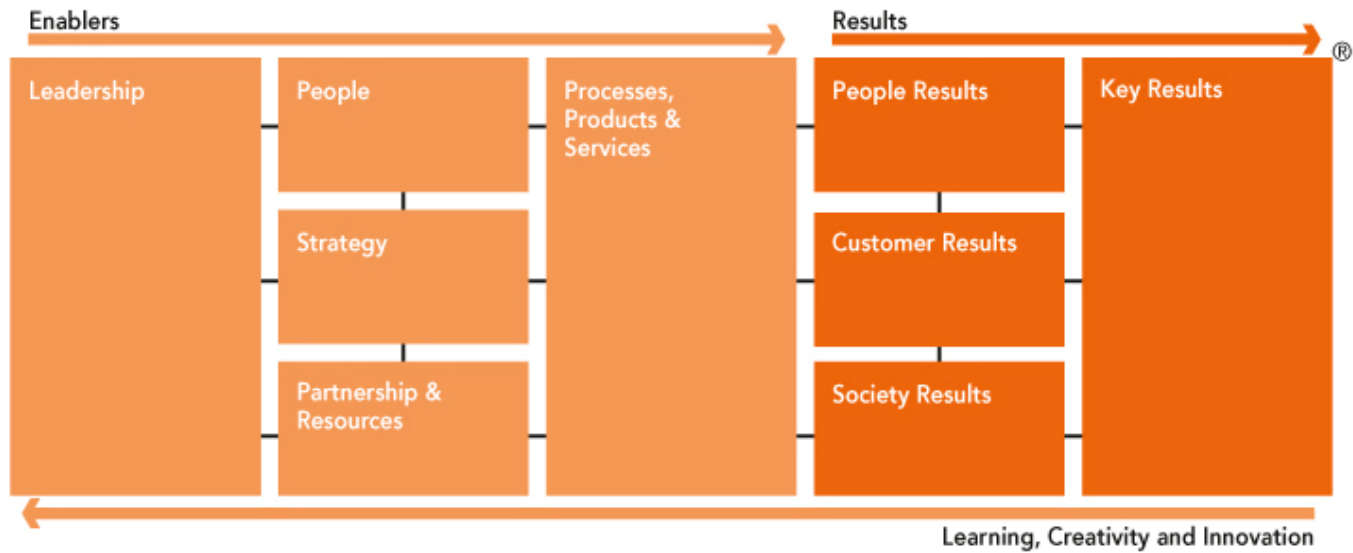 Enablers
Results
®
Leadership
People
Processes,
Products &
Services
People Results
Key Results
Strategy
Customer Results
Partnership &
Resources
Society Results
Learning, Creativity and Innovation